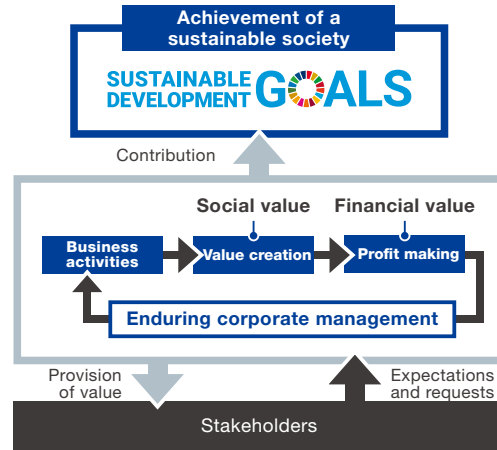 Achievement of a
sustainable society
SUSTAINABLE
DEVELOPMENT
GOALS
Contribution
Social value
Financial value
Business
activities
Value creation
Profit making
Enduring corporate management
Provision
of value
Expectations
and requests
Stakeholders